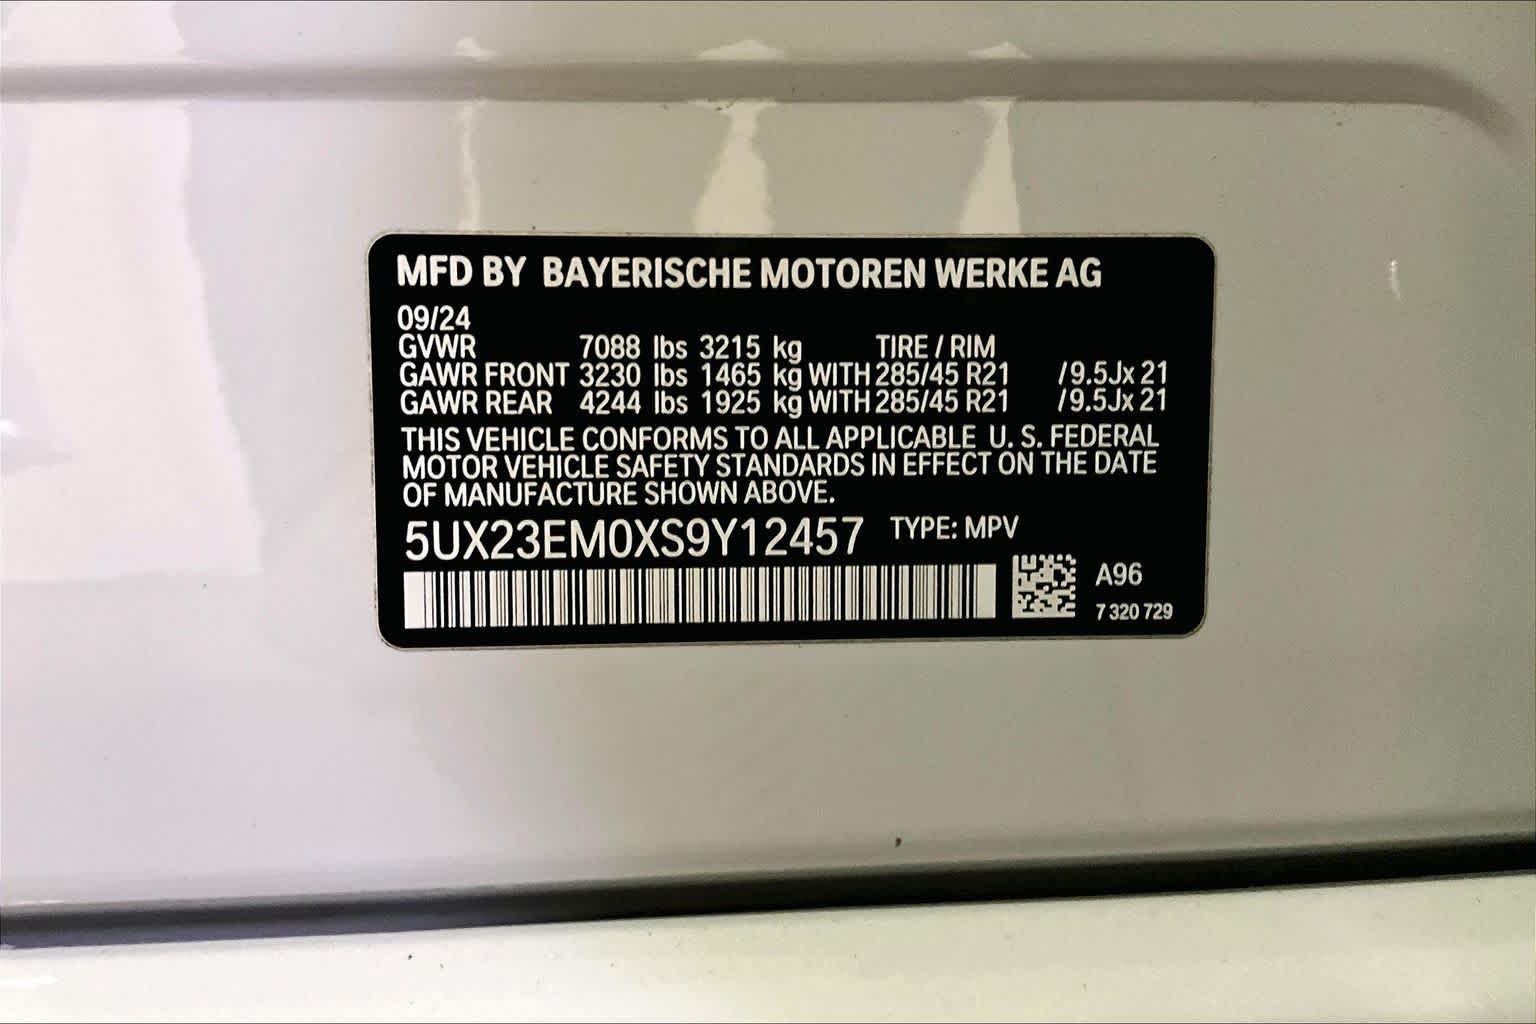 MFD BY BAYERISCHE MOTOREN WERKE AG
09/24
GVWR 7088 lbs 3215 kg TIRE / RIM
GAWR FRONT 3230 lbs 1465 kg WITH 285/45 R21 /9.5Jx 21
GAWR REAR 4244 lbs 1925 kg WITH 285/45 R21 /9.5Jx 21
THIS VEHICLE CONFORMS TO ALL APPLICABLE U. S. FEDERAL
MOTOR VEHICLE SAFETY STANDARDS IN EFFECT ON THE DATE
OF MANUFACTURE SHOWN ABOVE.
5UX23EM0XS9Y12457 TYPE: MPV
A96
7 320 729